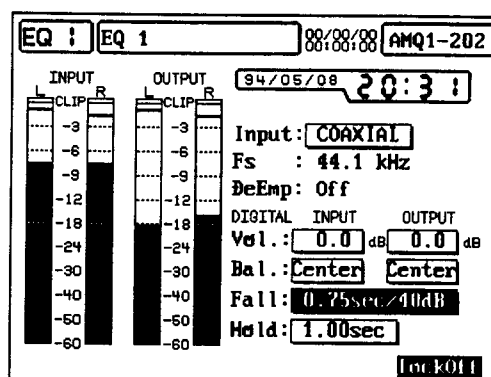 EQ 1 EQ 1 00/00/00 00:00:00 AMQ1-202
INPUT OUTPUT
L R L R
CLIP CLIP
-3 -3
-6 -6
-9 -9
-12 -12
-18 -18
-24 -24
-30 -30
-40 -40
-50 -50
-60 -60
94/05/08 20:31
Input: COAXIAL
Fs : 44.1 kHz
DeEmp: Off
DIGITAL INPUT OUTPUT
Vol.: 0.0 dB 0.0 dB
Bal.: Center Center
Fall: 0.75sec/40dB
Hold: 1.00sec
LockOff